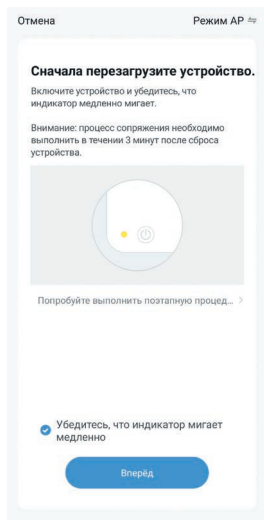 Отмена Режим AP
Сначала перезагрузите устройство.
Включите устройство и убедитесь, что
индикатор медленно мигает.
Внимание: процесс сопряжения необходимо
выполнить в течении 3 минут после сброса
устройства.
Попробуйте выполнить поэтапную процед...
Убедитесь, что индикатор мигает
медленно
Вперёд